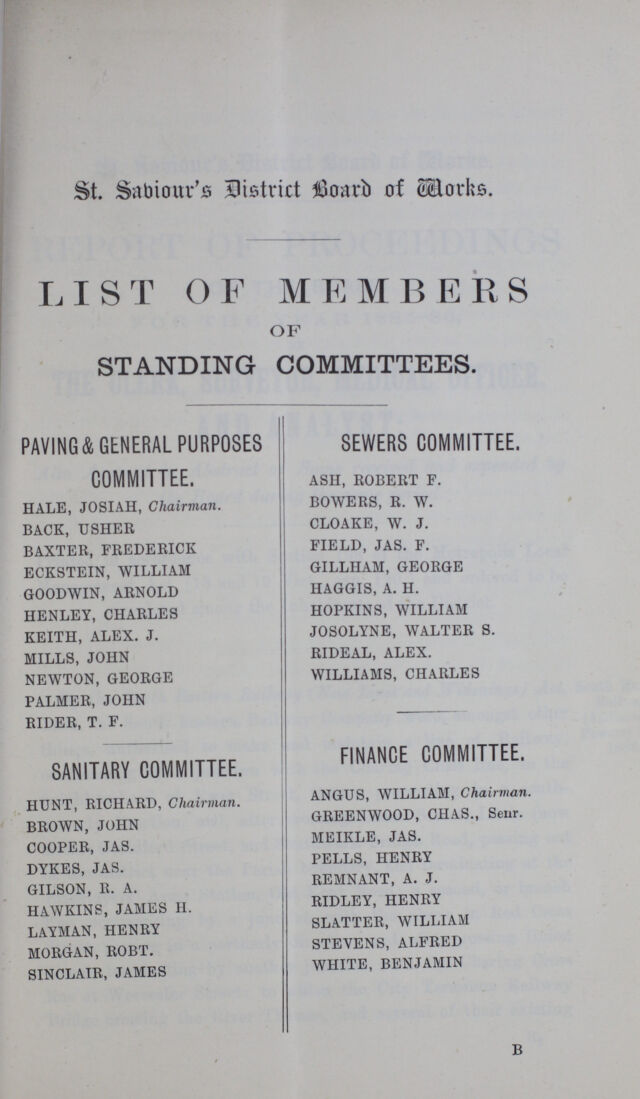 St. Saviour's District Board of Works.
LIST OF MEMBERS
OF
STANDING COMMITTEES.
PAVING & GENERAL PURPOSES
COMMITTEE.
HALE, JOSIAH, Chairman.
BACK, USHER
BAXTER, FREDERICK
ECKSTEIN, WILLIAM
GOODWIN, ARNOLD
HENLEY, CHARLES
KEITH, ALEX. J.
MILLS, JOHN
NEWTON, GEORGE
PALMER, JOHN
RIDER, T. F.
SANITARY COMMITTEE.
HUNT, RICHARD, Chairman.
BROWN, JOHN
COOPER, JAS.
DYKES, JAS.
GILSON, R. A.
HAWKINS, JAMES H.
LAYMAN, HENRY
MORGAN, ROBT.
SINCLAIR, JAMES
SEWERS COMMITTEE.
ASH, ROBERT F.
BOWERS, R. W.
CLOAKE, W. J.
FIELD, JAS. F.
GILLHAM, GEORGE
HAGGIS, A. H.
HOPKINS, WILLIAM
JOSOLYNE, WALTER S.
RIDEAL, ALEX.
WILLIAMS, CHARLES
FINANCE COMMITTEE.
ANGUS, WILLIAM, Chairman.
GREENWOOD, CHAS., Senr.
MEIKLE, JAS.
PELLS, HENRY
REMNANT, A. J.
RIDLEY, HENRY
SLATTER, WILLIAM
STEVENS, ALFRED
WHITE, BENJAMIN
B